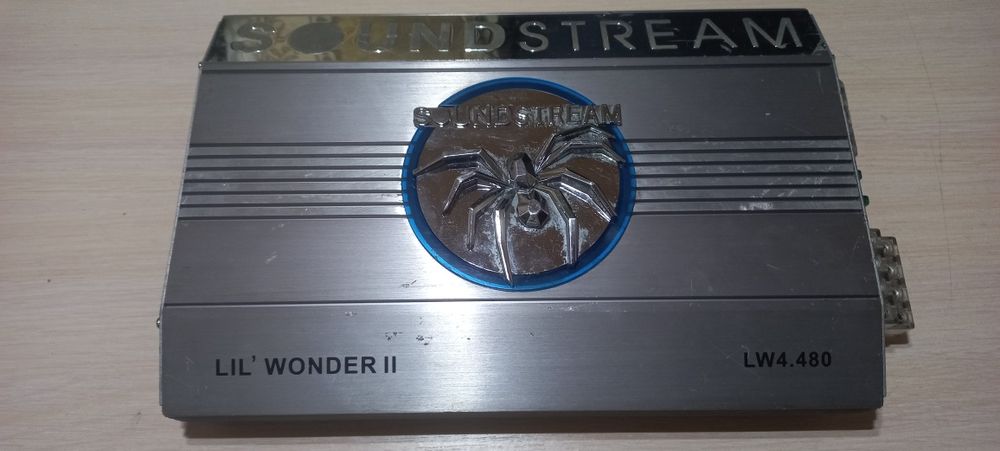 SOUNDSTREAM
SOUNDSTREAM
LIL' WONDER II
LW4.480